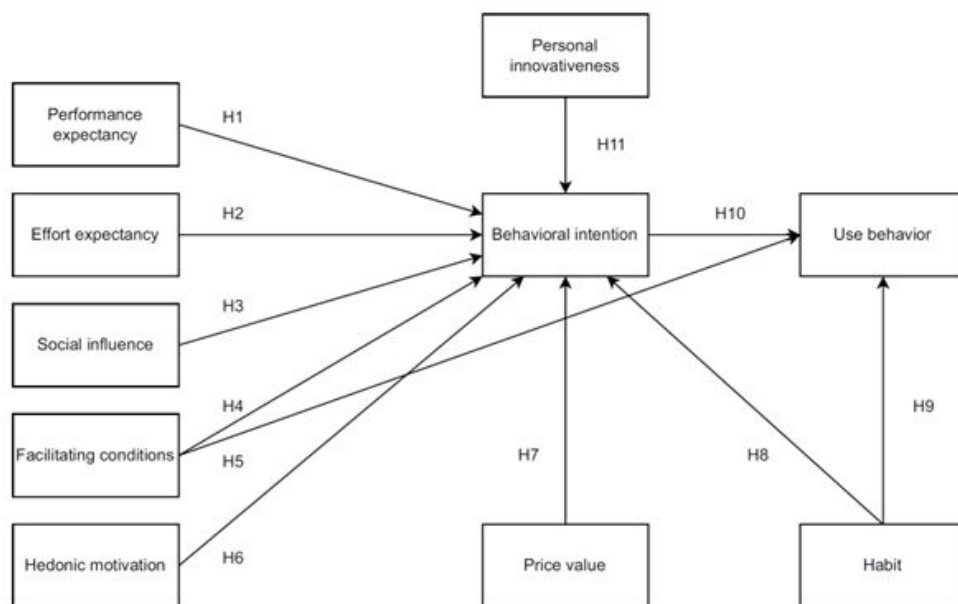 Personal
innovativeness
Performance
expectancy
H1
H11
Effort expectancy
H2
Behavioral intention
H10
Use behavior
Social influence
H3
Facilitating conditions
H4
H5
H7
H8
H9
Hedonic motivation
H6
Price value
Habit